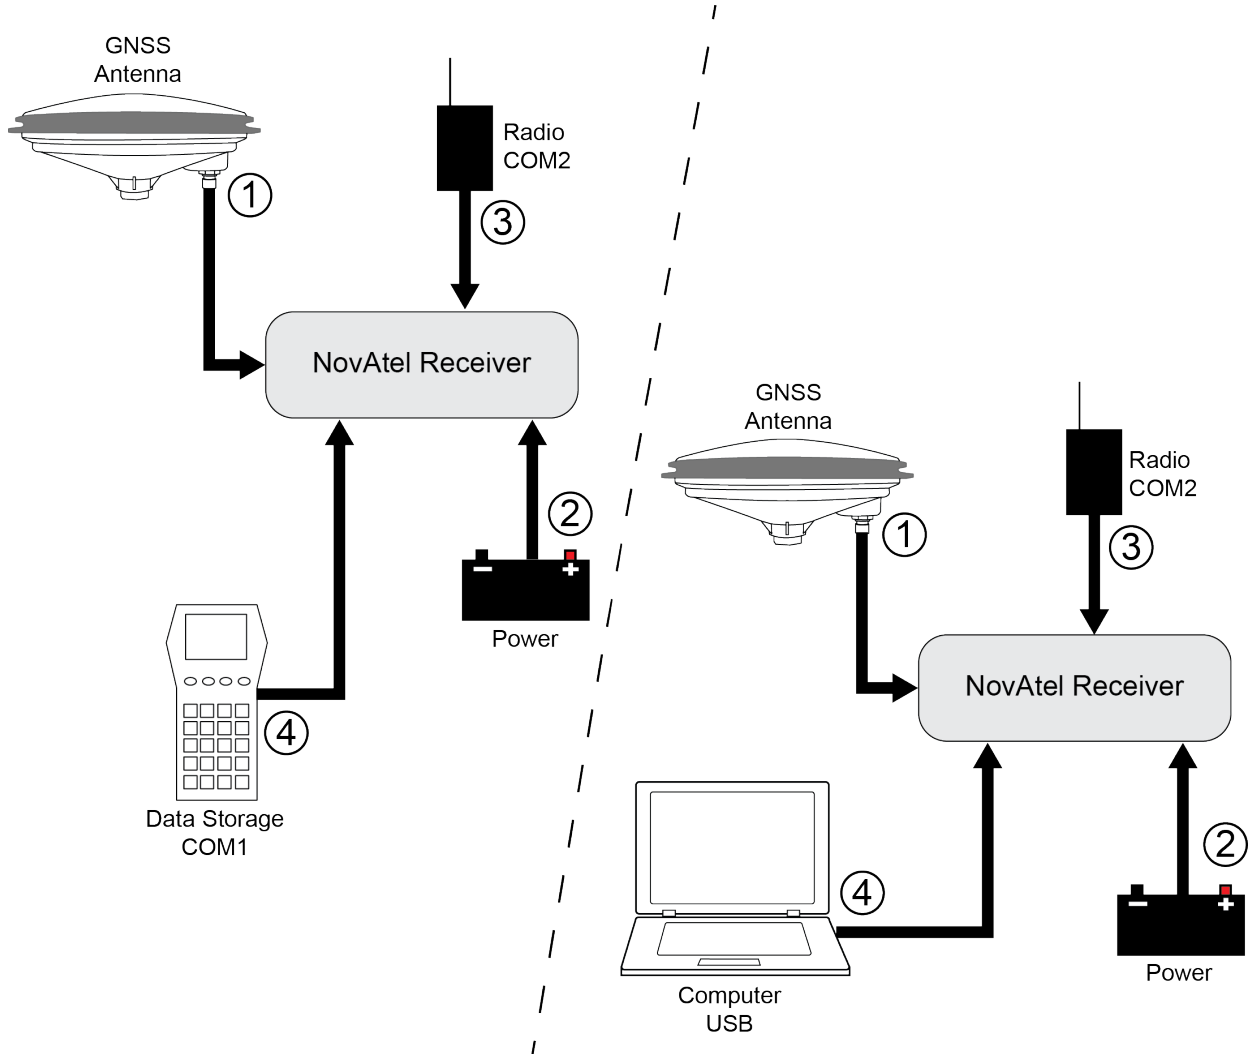 GNSS
Antenna
1
Radio
COM2
3
NovAtel Receiver
2
Power
4
Data Storage
COM1
GNSS
Antenna
1
Radio
COM2
3
NovAtel Receiver
2
Power
4
Computer
USB